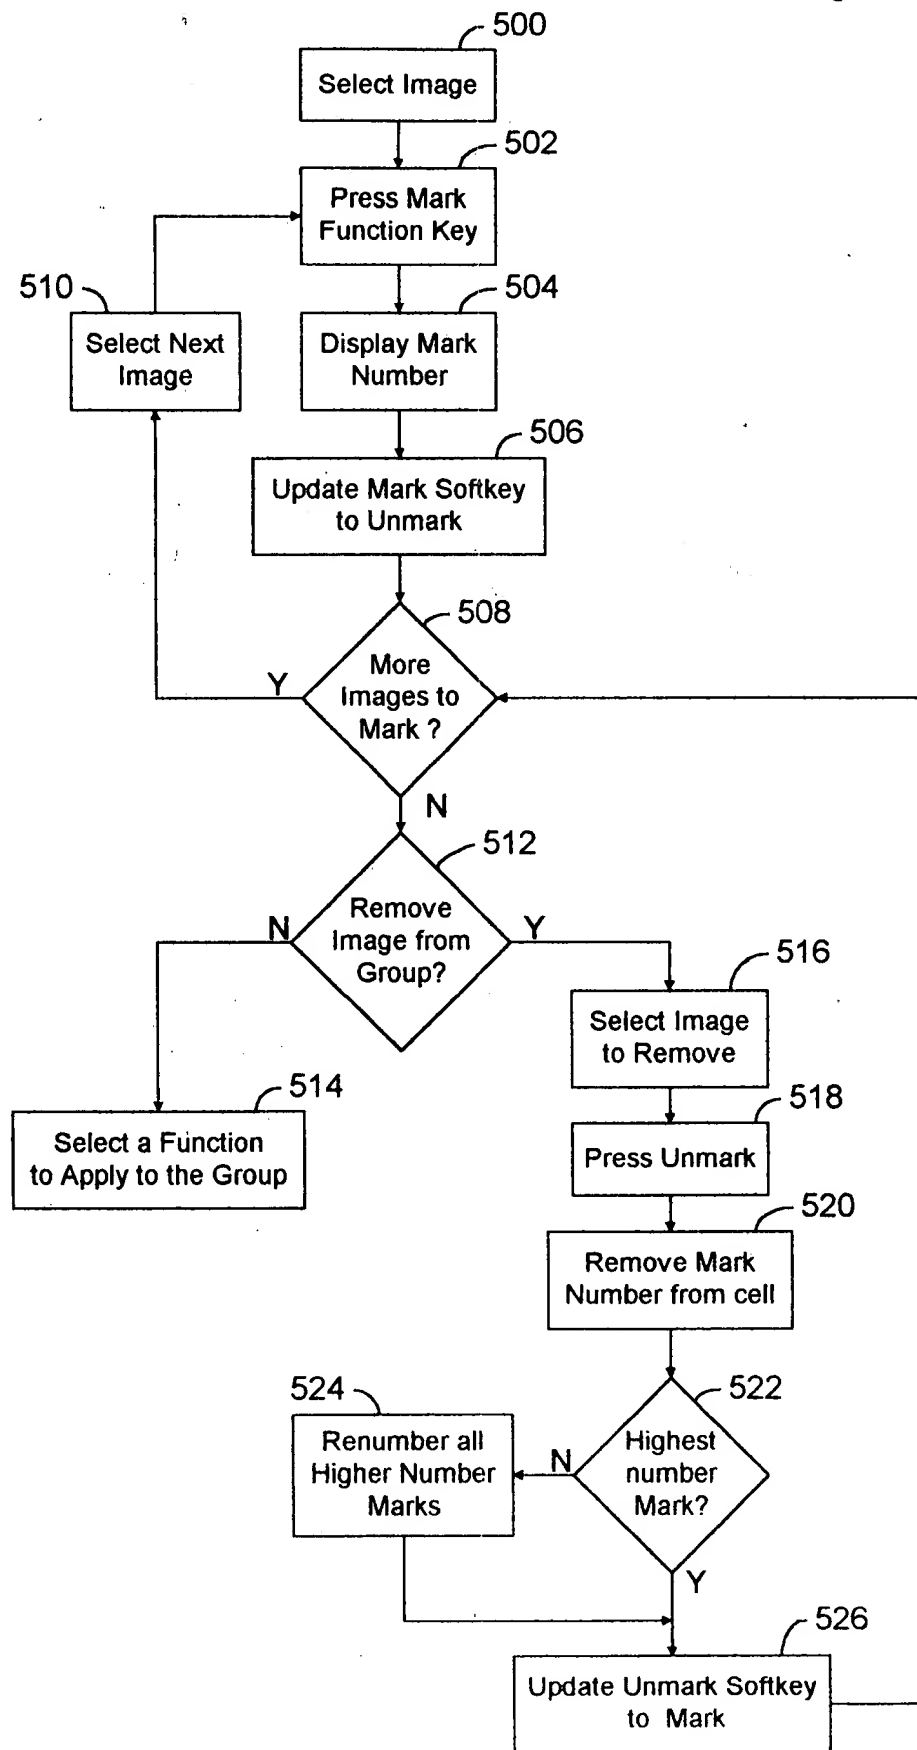 500
Select Image
502
Press Mark
Function Key
510
Select Next
Image
504
Display Mark
Number
506
Update Mark Softkey
to Unmark
508
More
Images to
Mark ?
Y
N
512
Remove
Image from
Group?
N
Y
514
Select a Function
to Apply to the Group
516
Select Image
to Remove
518
Press Unmark
520
Remove Mark
Number from cell
522
Highest
number
Mark?
N
Y
524
Renumber all
Higher Number
Marks
526
Update Unmark Softkey
to Mark